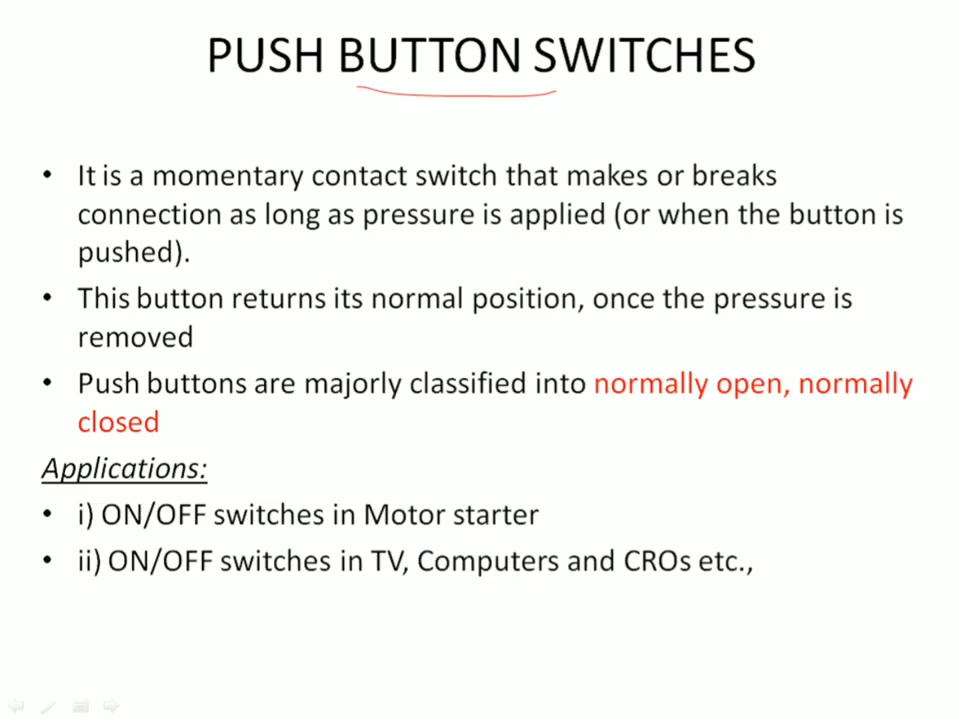 PUSH BUTTON SWITCHES
• It is a momentary contact switch that makes or breaks
connection as long as pressure is applied (or when the button is
pushed).
• This button returns its normal position, once the pressure is
removed
• Push buttons are majorly classified into normally open, normally
closed
Applications:
• i) ON/OFF switches in Motor starter
• ii) ON/OFF switches in TV, Computers and CROs etc.,